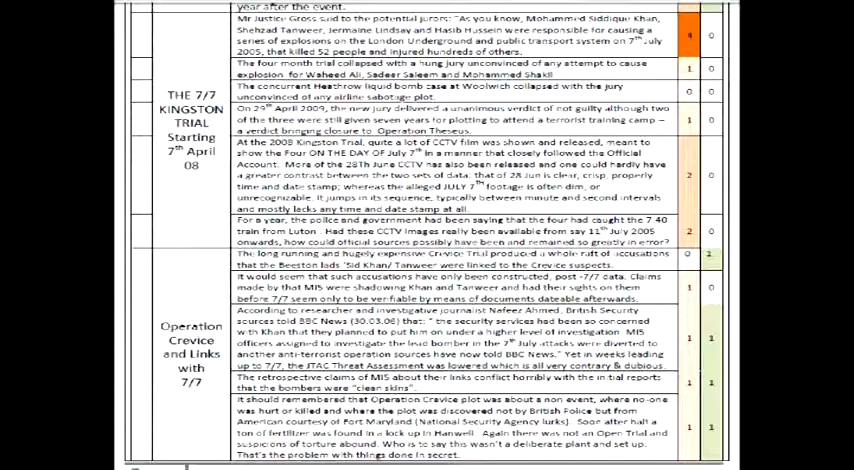 year after the event.
Mr Justice Gross said to the potential jurors: "As you know, Mohammed Siddique Khan,
Shehzad Tanweer, Jermaine Lindsay and Hasib Hussein were responsible for causing a
series of explosions on the London Underground and public transport system on 7th July
2005, that killed 52 people and injured hundreds of others.
4 0
The four month trial collapsed with a hung jury unconvinced of any attempt to cause
explosion for Waheed Ali, Sadeer Saleem and Mohammed Shakil
1 0
The concurrent Heathrow liquid bomb case at Woolwich collapsed with the jury
unconvinced of any airline sabotage plot.
0 0
THE 7/7
KINGSTON
TRIAL
Starting
7th April
08
On 29th April 2009, the new jury delivered a unanimous verdict of not guilty although two
of the three were still given seven years for plotting to attend a terrorist training camp –
a verdict bringing closure to Operation Theseus.
1 0
At the 2008 Kingston Trial, quite a lot of CCTV film was shown and released, meant to
show the Four ON THE DAY OF July 7th in a manner that closely followed the Official
Account. More of the 28Th June CCTV has also been released and one could hardly have
a greater contrast between the two sets of data: that of 28 Jun is clear, crisp, properly
time and date stamp; whereas the alleged JULY 7TH footage is often dim, or
unrecognizable. It jumps in its sequence, typically between minute and second intervals
and mostly lacks any time and date stamp at all.
2 0
For a year, the police and government had been saying that the four had caught the 7.40
train from Luton. Had these CCTV images really been available from say 11th July 2005
onwards, how could official sources possibly have been and remained so greatly in error?
2 0
The long running and hugely expensive Crevice Trial produced a whole raft of accusations
that the Beeston lads 'Sid Khan/ Tanweer were linked to the Crevice suspects.
0
It would seem that such accusations have only been constructed, post -7/7 data. Claims
made by that MI5 were shadowing Khan and Tanweer and had their sights on them
before 7/7 seem only to be verifiable by means of documents dateable afterwards.
1 0
Operation
Crevice
and Links
with
7/7
According to researcher and investigative journalist Nafeez Ahmed, British Security
sources told BBC News (30.03.06) that: " the security services had been so concerned
with Khan that they planned to put him on under a higher level of investigation MI5
officers assigned to investigate the lead bomber in the 7th July attacks were diverted to
another anti-terrorist operation sources have now told BBC News." Yet in weeks leading
up to 7/7, the JTAC Threat Assessment was lowered which is all very contrary & dubious.
1 1
The retrospective claims of MI5 about their links conflict horribly with the initial reports
that the bombers were "clean skins".
1 1
It should remembered that Operation Crevice plot was about a non event, where no-one
was hurt or killed and where the plot was discovered not by British Police but from
American courtesy of Fort Maryland (National Security Agency lurks). Soon after half a
ton of fertilizer was found in a lock up in Hanwell. Again there was not an Open Trial and
suspicions of torture abound. Who is to say this wasn't a deliberate plant and set up.
That's the problem with things done in secret.
1 1